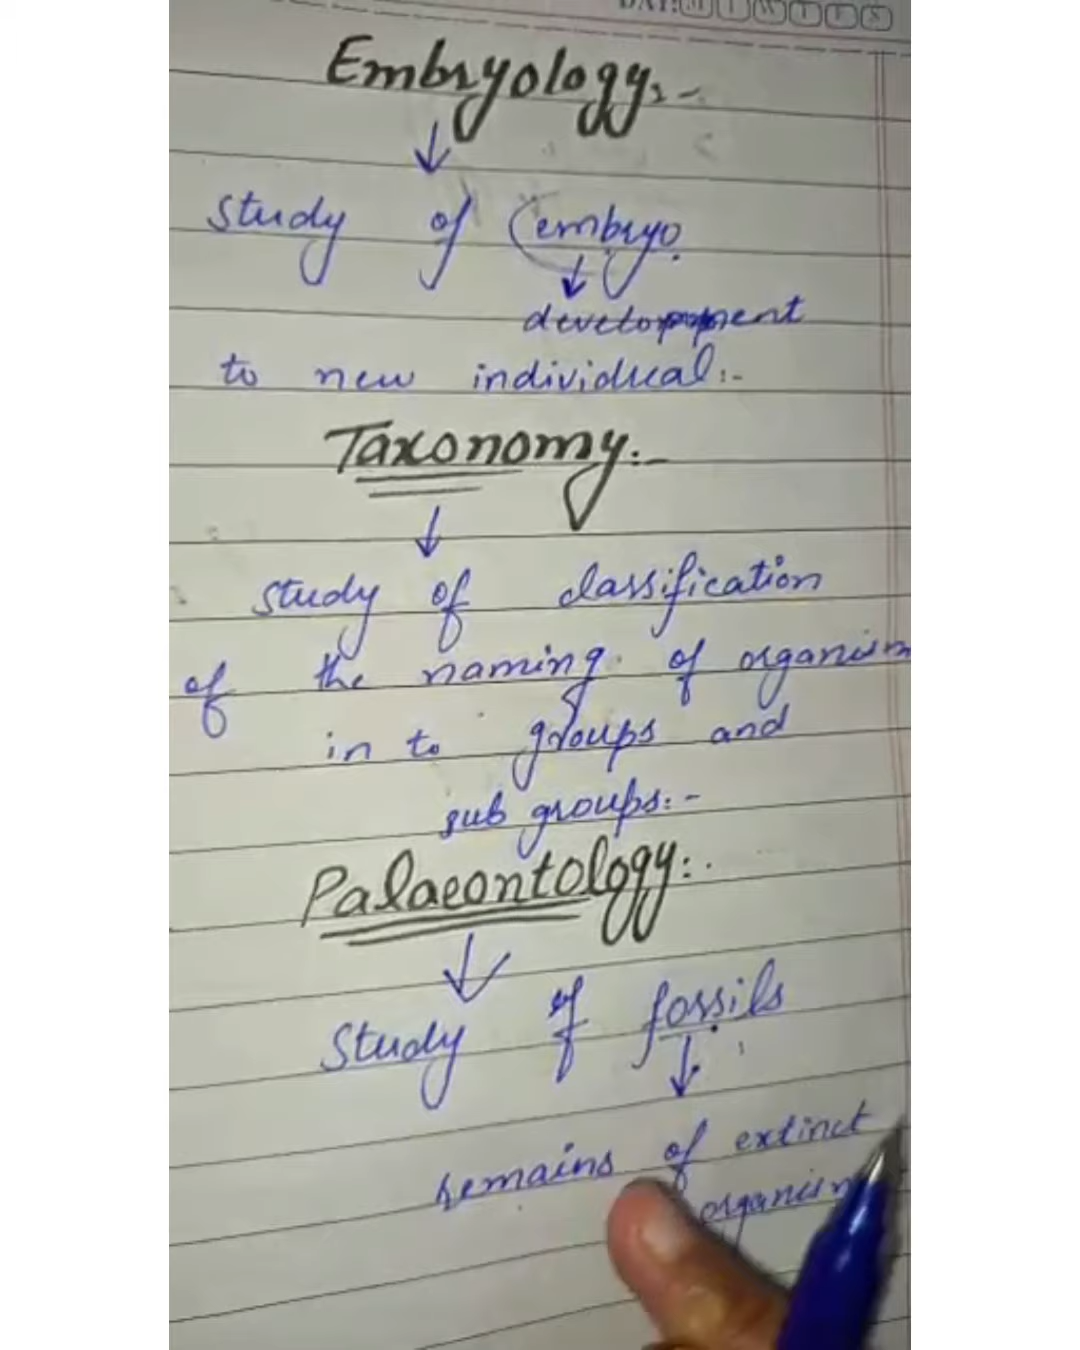 DAY: M T W T F S
Embryology:-
study of (embryo.
development
to new individual:-
Taxonomy:-
study of classification
of the naming of organism
in to groups and
sub groups:-
Palaeontology:-
Study of fossils
remains of extinct
organism